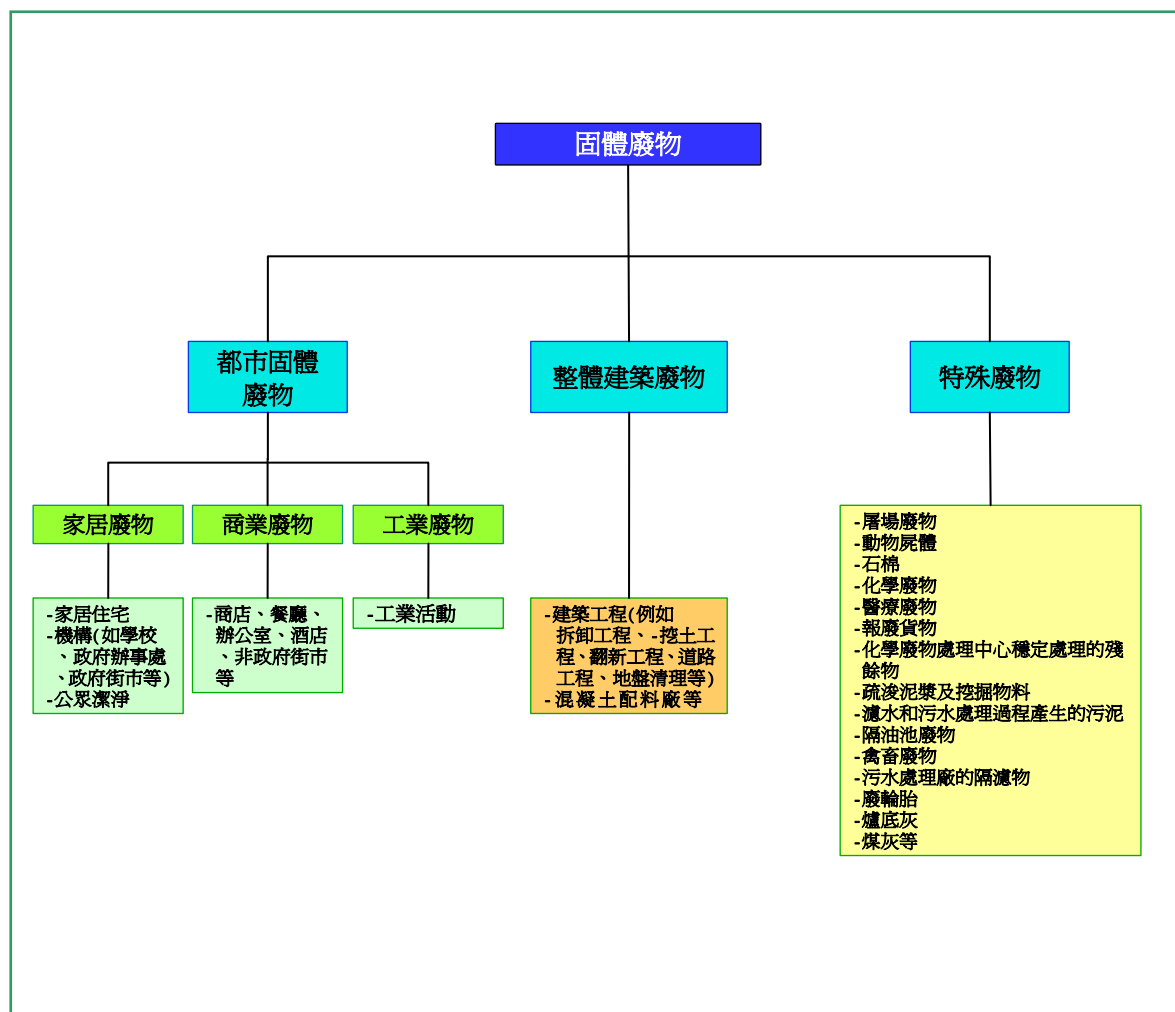 固體廢物
都市固體
廢物
整體建築廢物
特殊廢物
家居廢物
商業廢物
工業廢物
-家居住宅
-機構(如學校
、政府辦事處
、政府街市等)
-公眾潔淨
-商店、餐廳、
辦公室、酒店
、非政府街市
等
-工業活動
-建築工程(例如
拆卸工程、-挖土工
程、翻新工程、道路
工程、地盤清理等)
-混凝土配料廠等
-屠場廢物
-動物屍體
-石棉
-化學廢物
-醫療廢物
-報廢貨物
-化學廢物處理中心穩定處理的殘
餘物
-疏浚泥漿及挖掘物料
-濾水和污水處理過程產生的污泥
-隔油池廢物
-禽畜廢物
-污水處理廠的隔濾物
-廢輪胎
-爐底灰
-煤灰等